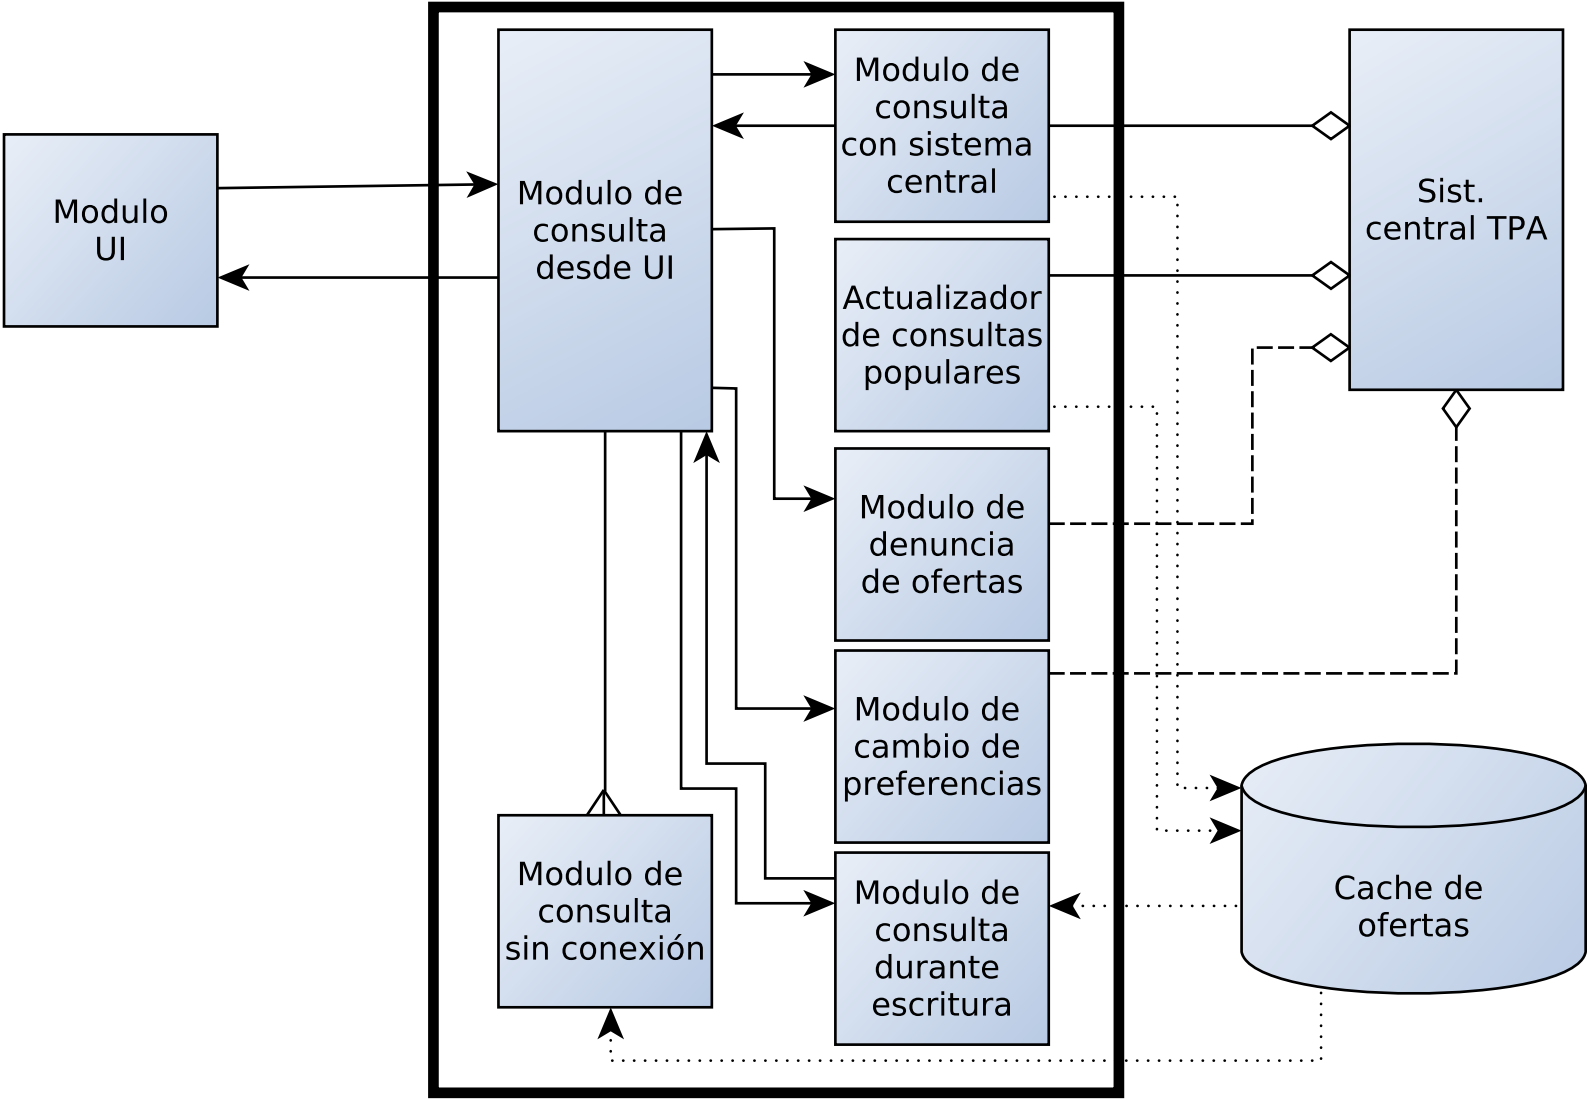 Modulo
UI
Modulo de
consulta
desde UI
Modulo de
consulta
con sistema
central
Actualizador
de consultas
populares
Modulo de
denuncia
de ofertas
Modulo de
cambio de
preferencias
Modulo de
consulta
durante
escritura
Modulo de
consulta
sin conexión
Sist.
central TPA
Cache de
ofertas